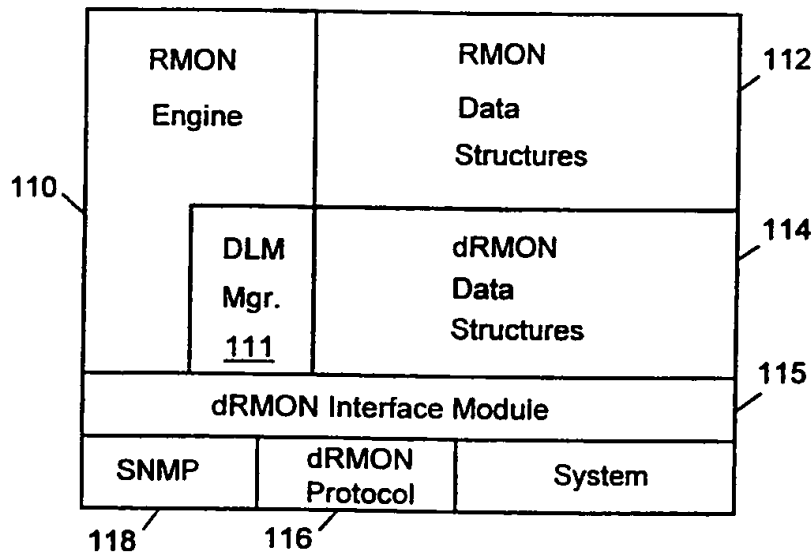 RMON
Engine
RMON
Data
Structures
112
110
DLM
Mgr.
111
dRMON
Data
Structures
114
dRMON Interface Module
115
SNMP
dRMON
Protocol
System
118
116